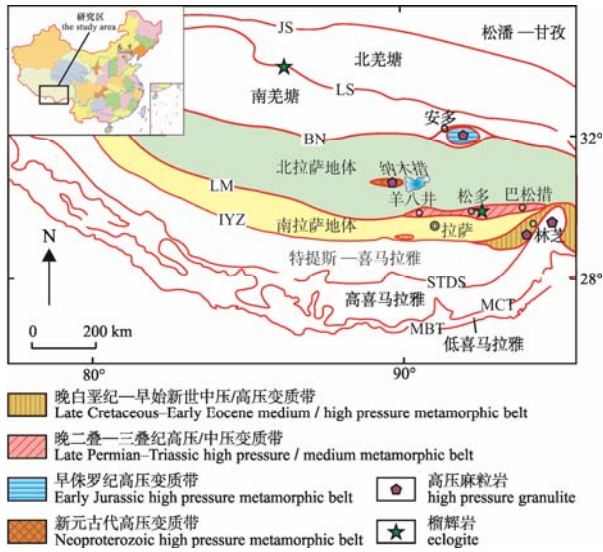 研究区
the study area
JS
松潘—甘孜
北羌塘
南羌塘
LS
安多
BN
32°
北拉萨地体
纳木措
羊八井
松多
巴松措
LM
IYZ
南拉萨地体
拉萨
林芝
N
特提斯—喜马拉雅
STDS
28°
高喜马拉雅
MCT
0
200 km
MBT
低喜马拉雅
80°
90°
晚白垩纪—早始新世中压/高压变质带
Late Cretaceous–Early Eocene medium / high pressure metamorphic belt
晚二叠—三叠纪高压/中压变质带
Late Permian–Triassic high pressure / medium metamorphic belt
早侏罗纪高压变质带
Early Jurassic high pressure metamorphic belt
高压麻粒岩
high pressure granulite
新元古代高压变质带
Neoproterozoic high pressure metamorphic belt
榴辉岩
eclogite